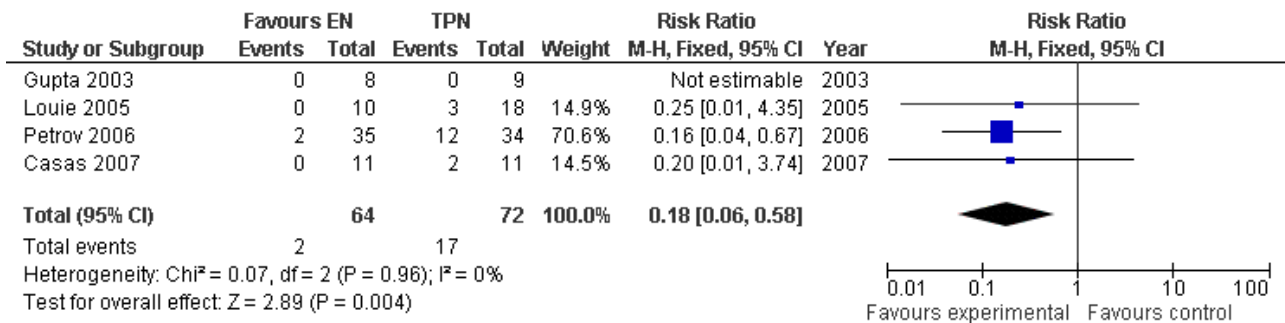 Favours EN TPN Risk Ratio Risk Ratio
Study or Subgroup Events Total Events Total Weight M-H, Fixed, 95% CI Year M-H, Fixed, 95% CI
Gupta 2003 0 8 0 9 Not estimable 2003
Louie 2005 0 10 3 18 14.9% 0.25 [0.01, 4.35] 2005
Petrov 2006 2 35 12 34 70.6% 0.16 [0.04, 0.67] 2006
Casas 2007 0 11 2 11 14.5% 0.20 [0.01, 3.74] 2007
Total (95% CI) 64 72 100.0% 0.18 [0.06, 0.58]
Total events 2 17
Heterogeneity: Chi² = 0.07, df = 2 (P = 0.96); I² = 0%
Test for overall effect: Z = 2.89 (P = 0.004)
0.01 0.1 1 10 100
Favours experimental Favours control